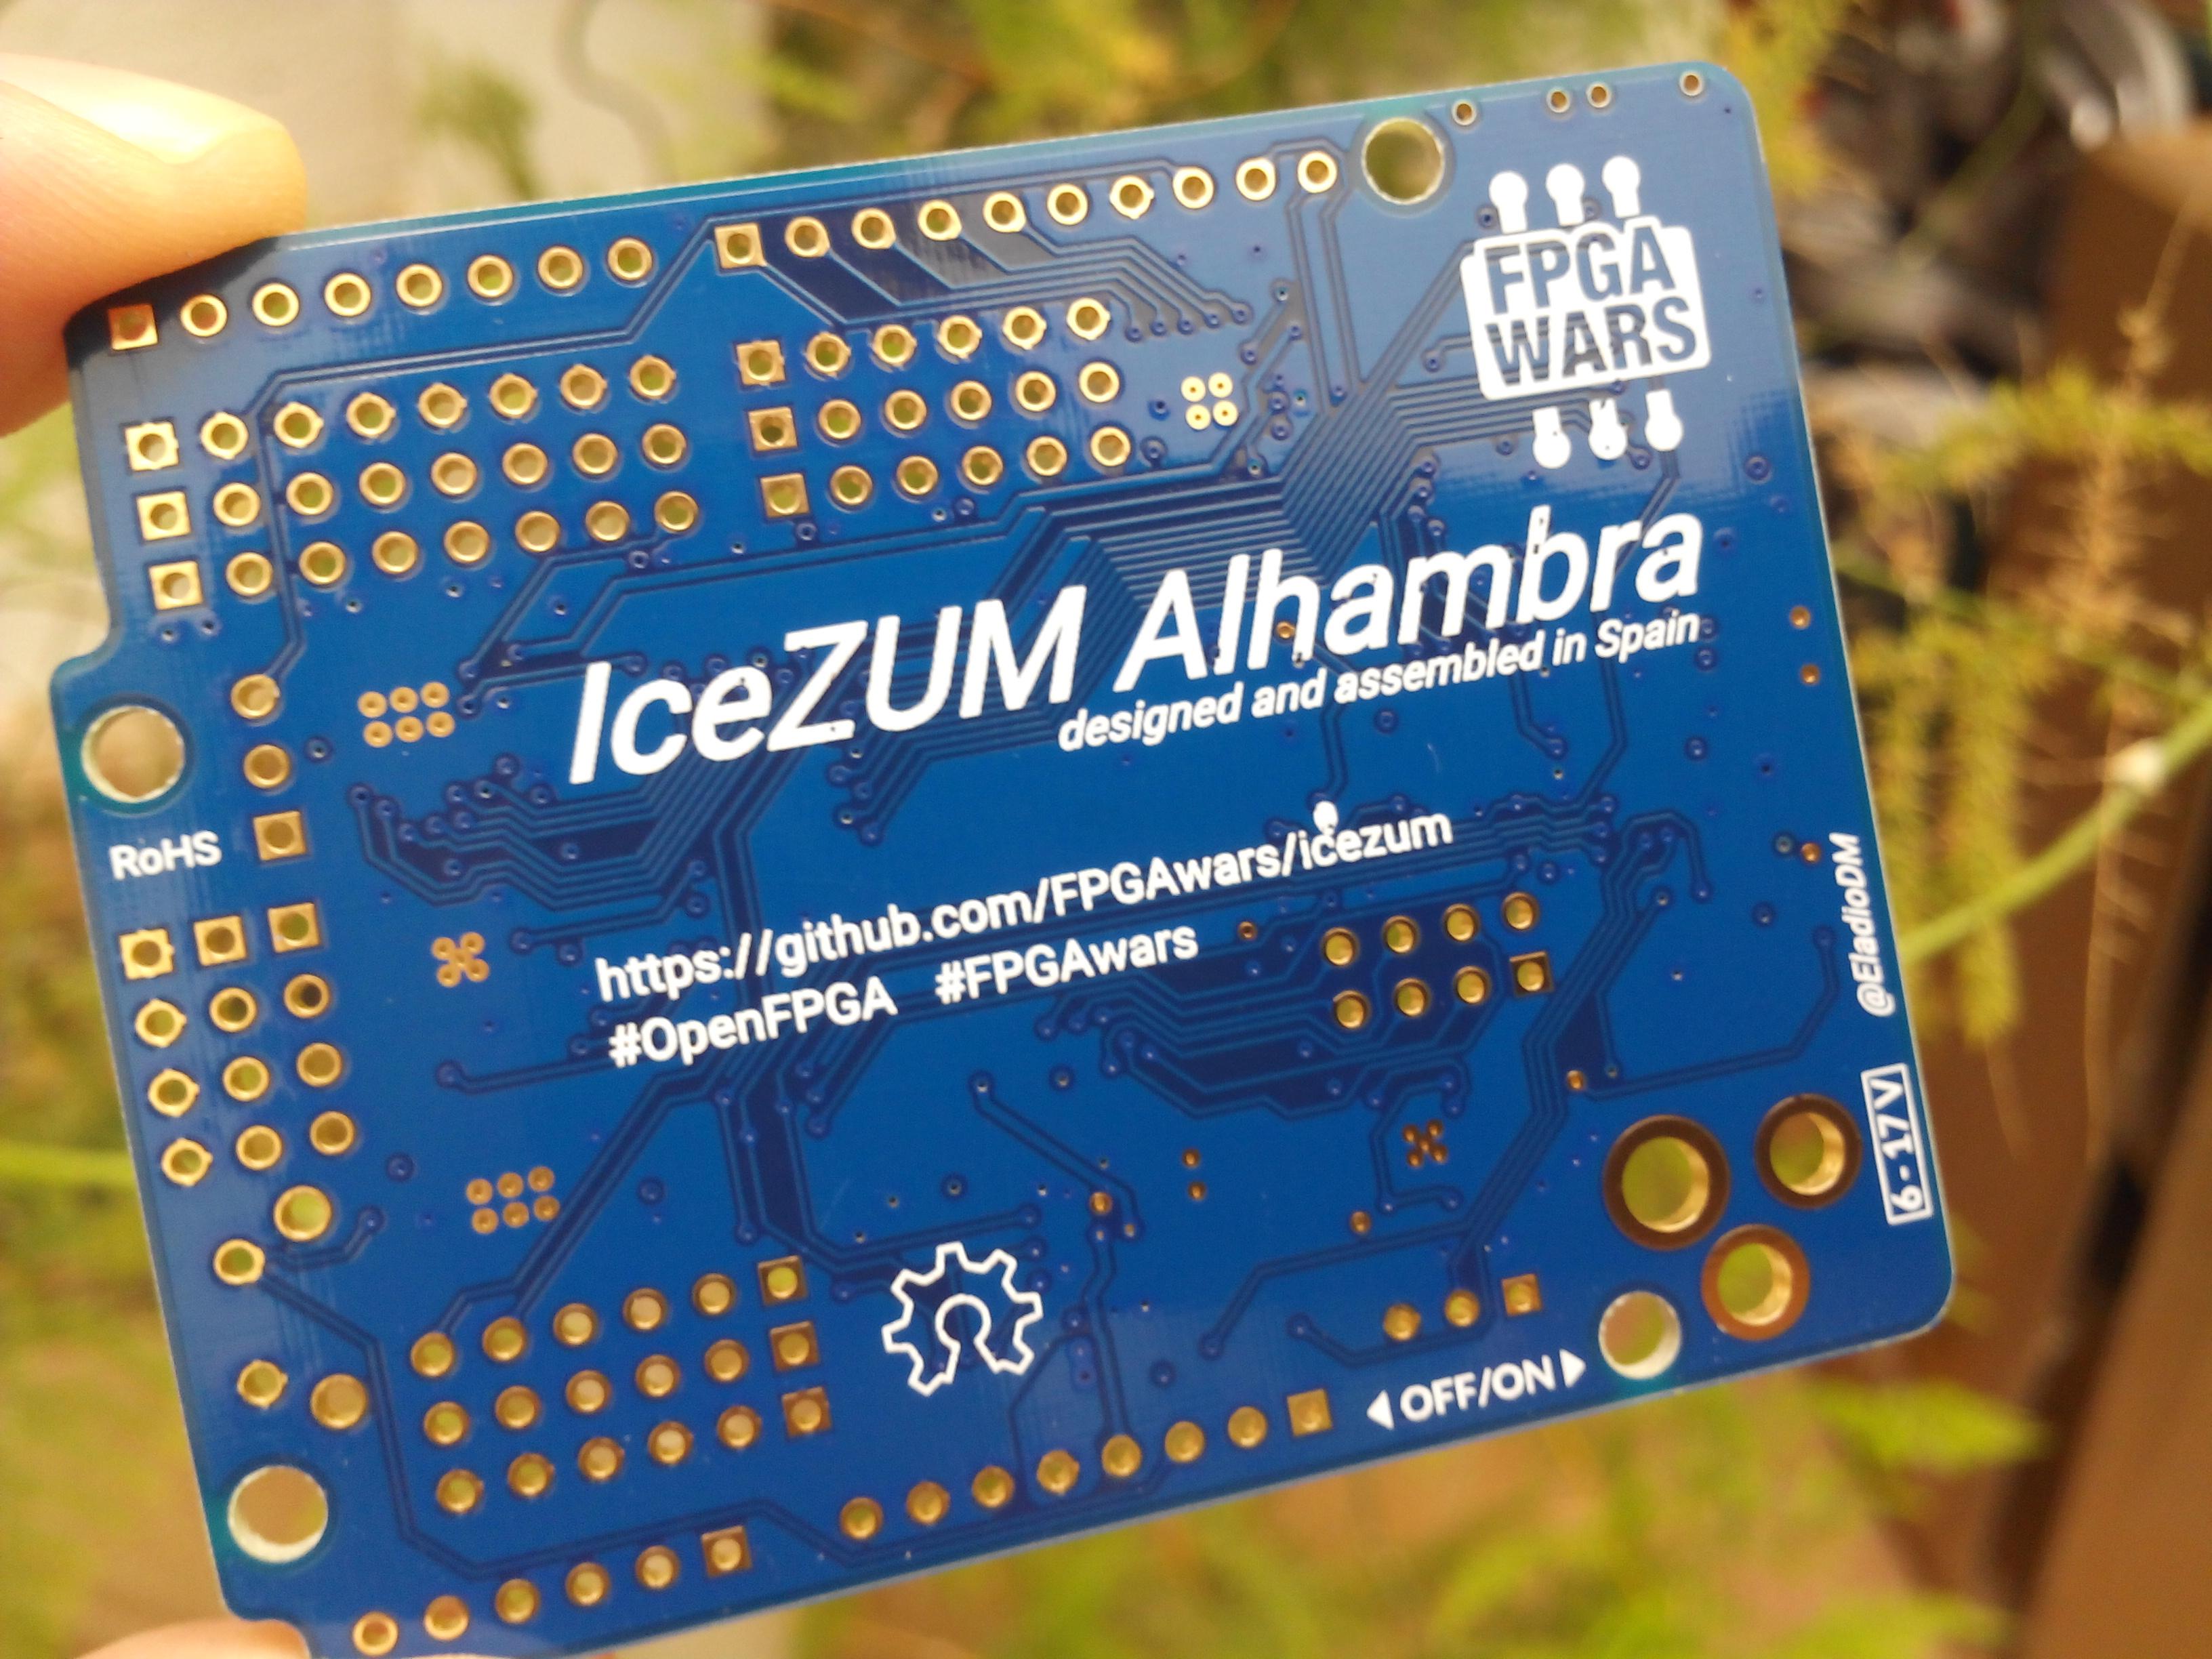 FPGA
WARS
IceZUM Alhambra
designed and assembled in Spain
RoHS
https://github.com/FPGAwars/icezum
#OpenFPGA #FPGAwars
@EladioDM
6-17V
OFF/ON